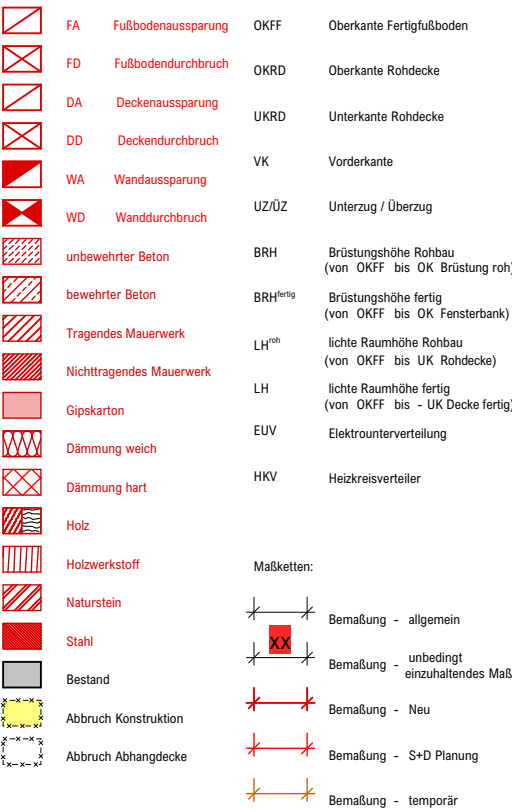 FA Fußbodenaussparung
FD Fußbodendurchbruch
DA Deckenaussparung
DD Deckendurchbruch
WA Wandaussparung
WD Wanddurchbruch
unbewehrter Beton
bewehrter Beton
Tragendes Mauerwerk
Nichttragendes Mauerwerk
Gipskarton
Dämmung weich
Dämmung hart
Holz
Holzwerkstoff
Naturstein
Stahl
Bestand
Abbruch Konstruktion
Abbruch Abhangdecke
OKFF Oberkante Fertigfußboden
OKRD Oberkante Rohdecke
UKRD Unterkante Rohdecke
VK Vorderkante
UZ/ÜZ Unterzug / Überzug
BRH Brüstungshöhe Rohbau
(von OKFF bis OK Brüstung roh)
BRHfertig Brüstungshöhe fertig
(von OKFF bis OK Fensterbank)
LHroh lichte Raumhöhe Rohbau
(von OKFF bis UK Rohdecke)
LH lichte Raumhöhe fertig
(von OKFF bis - UK Decke fertig)
EUV Elektrounterverteilung
HKV Heizkreisverteiler
Maßketten:
Bemaßung - allgemein
XX
Bemaßung - unbedingt
einzuhaltendes Maß
Bemaßung - Neu
Bemaßung - S+D Planung
Bemaßung - temporär